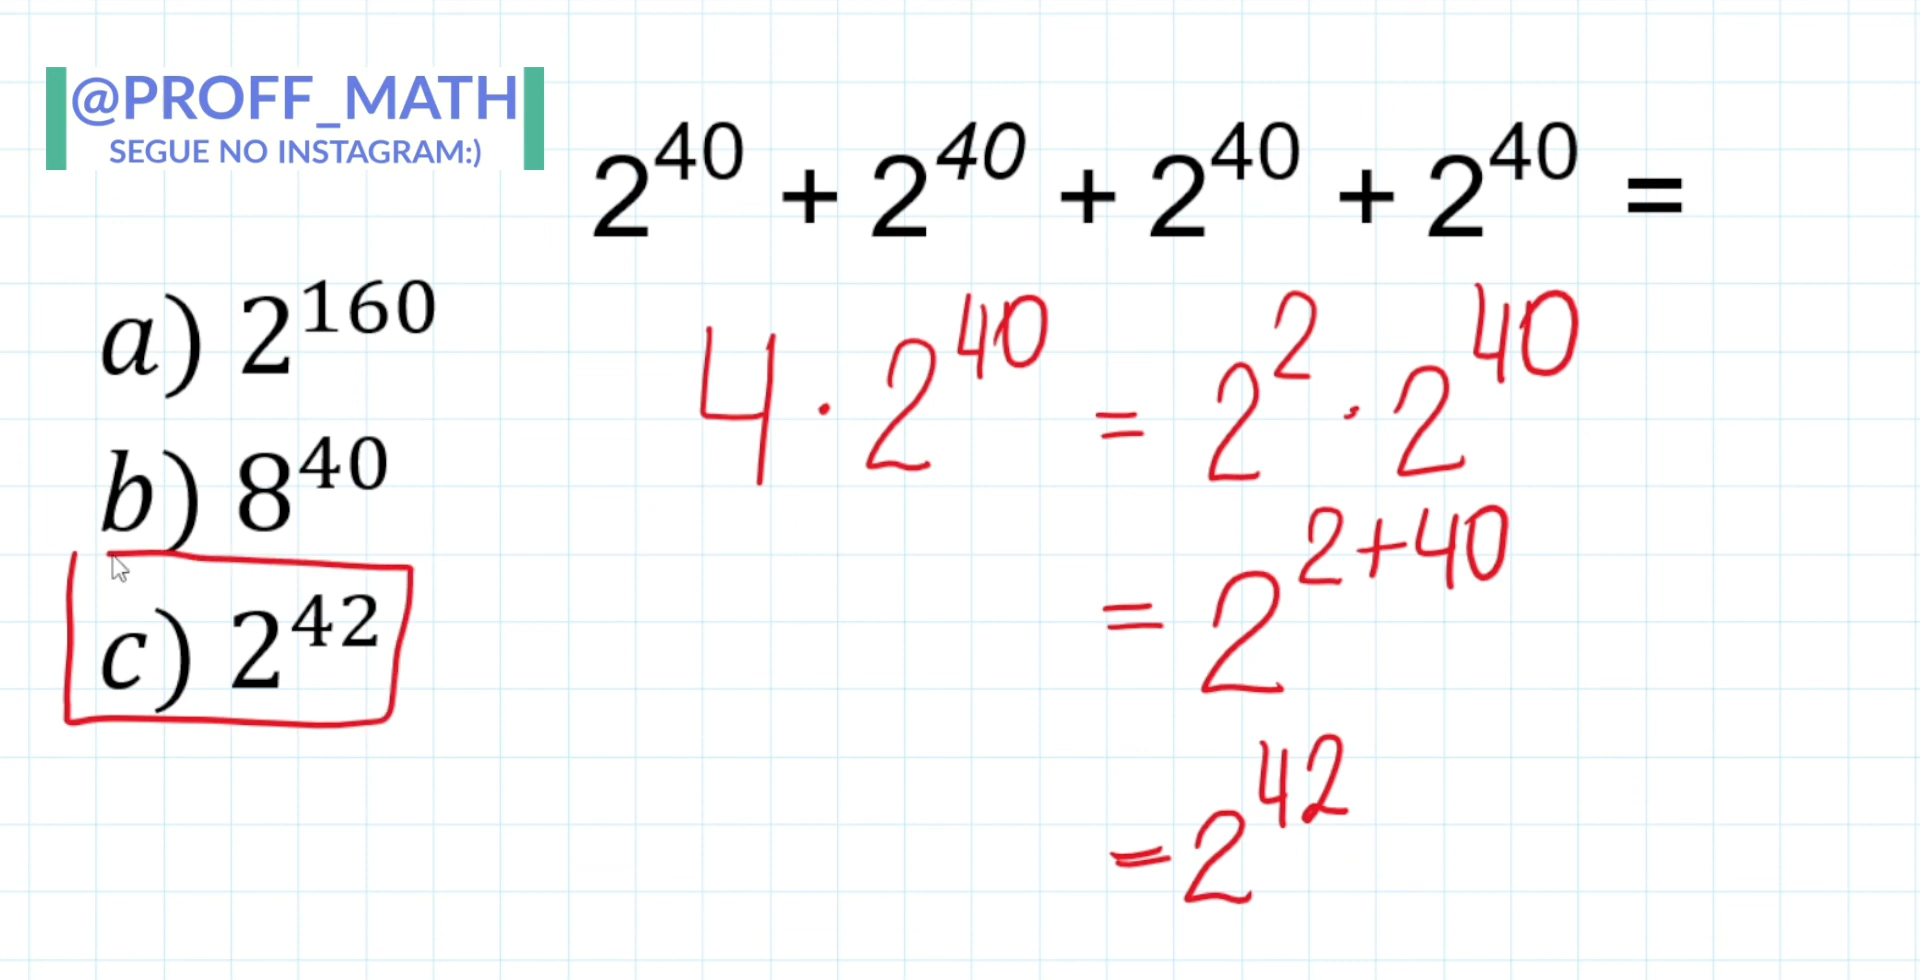 @PROFF_MATH
SEGUE NO INSTAGRAM:)
2^40 + 2^40 + 2^40 + 2^40 =
a) 2^160
b) 8^40
c) 2^42
4 · 2^40 = 2^2 · 2^40
= 2^2+40
= 2^42